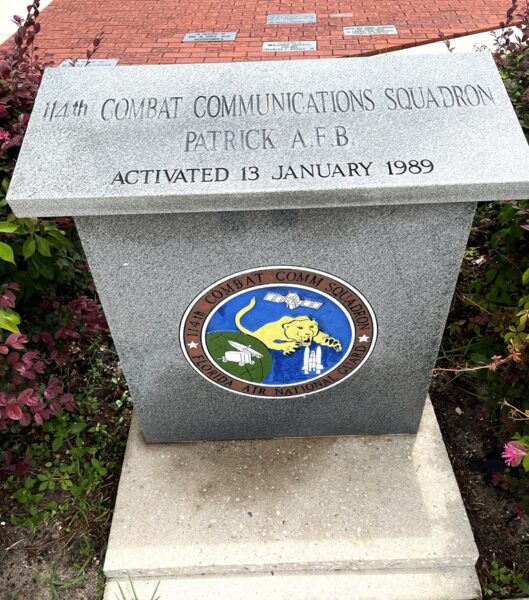 114th COMBAT COMMUNICATIONS SQUADRON
PATRICK A.F.B.
ACTIVATED 13 JANUARY 1989
114th COMBAT COMM SQUADRON
FLORIDA AIR NATIONAL GUARD